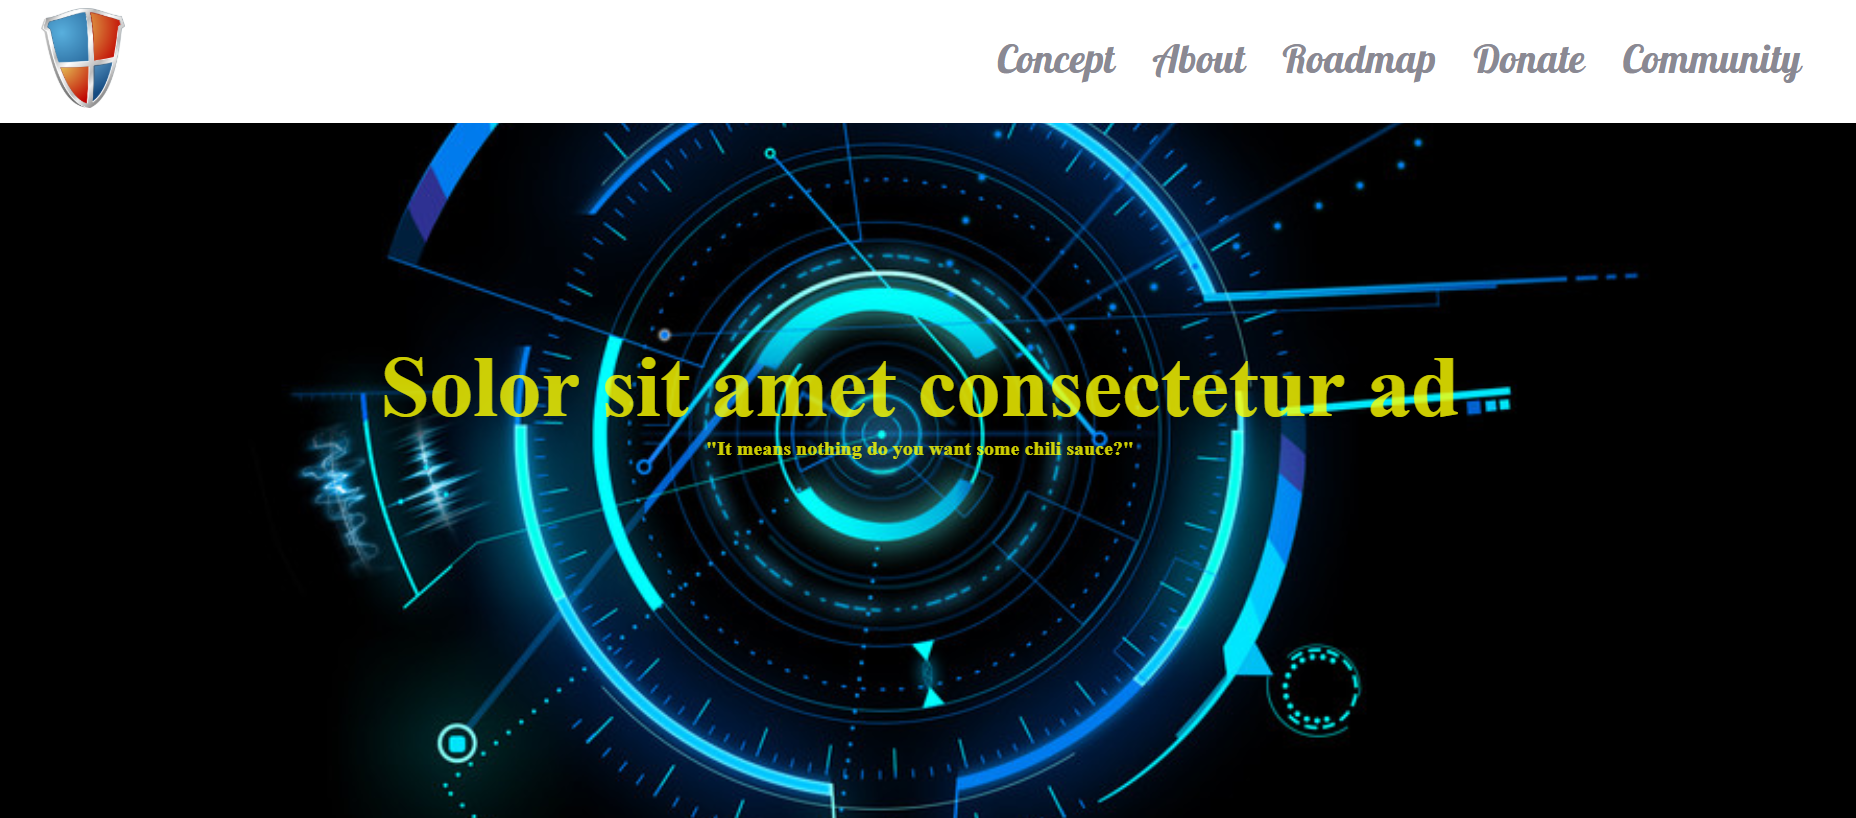 Concept About Roadmap Donate Community
Solor sit amet consectetur ad
"It means nothing do you want some chili sauce?"